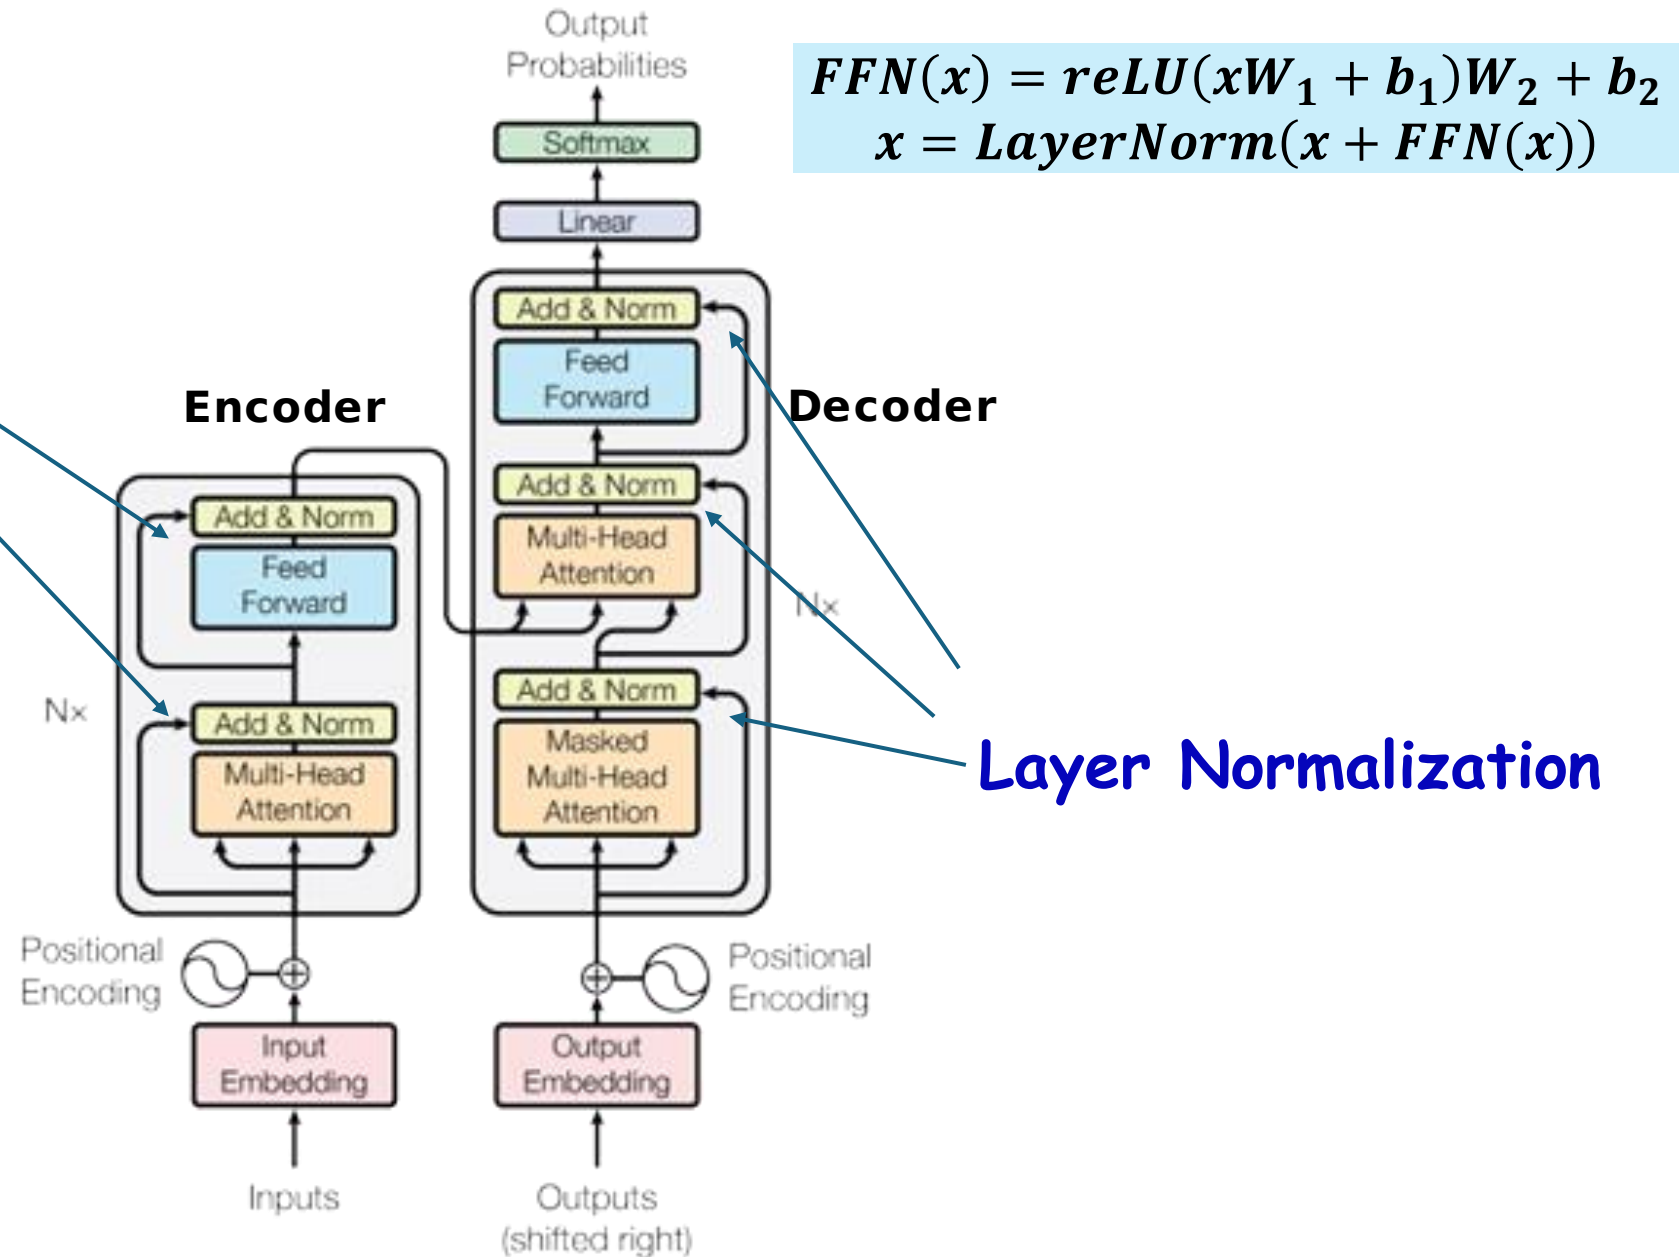 Output
Probabilities
FFN(x) = reLU(xW₁ + b₁)W₂ + b₂
x = LayerNorm(x + FFN(x))
Softmax
Linear
Add & Norm
Feed
Forward
Encoder
Decoder
Add & Norm
Multi-Head
Attention
Add & Norm
Feed
Forward
N×
Add & Norm
Masked
Multi-Head
Attention
N×
Add & Norm
Multi-Head
Attention
Layer Normalization
Positional
Encoding
Positional
Encoding
Input
Embedding
Output
Embedding
Inputs
Outputs
(shifted right)